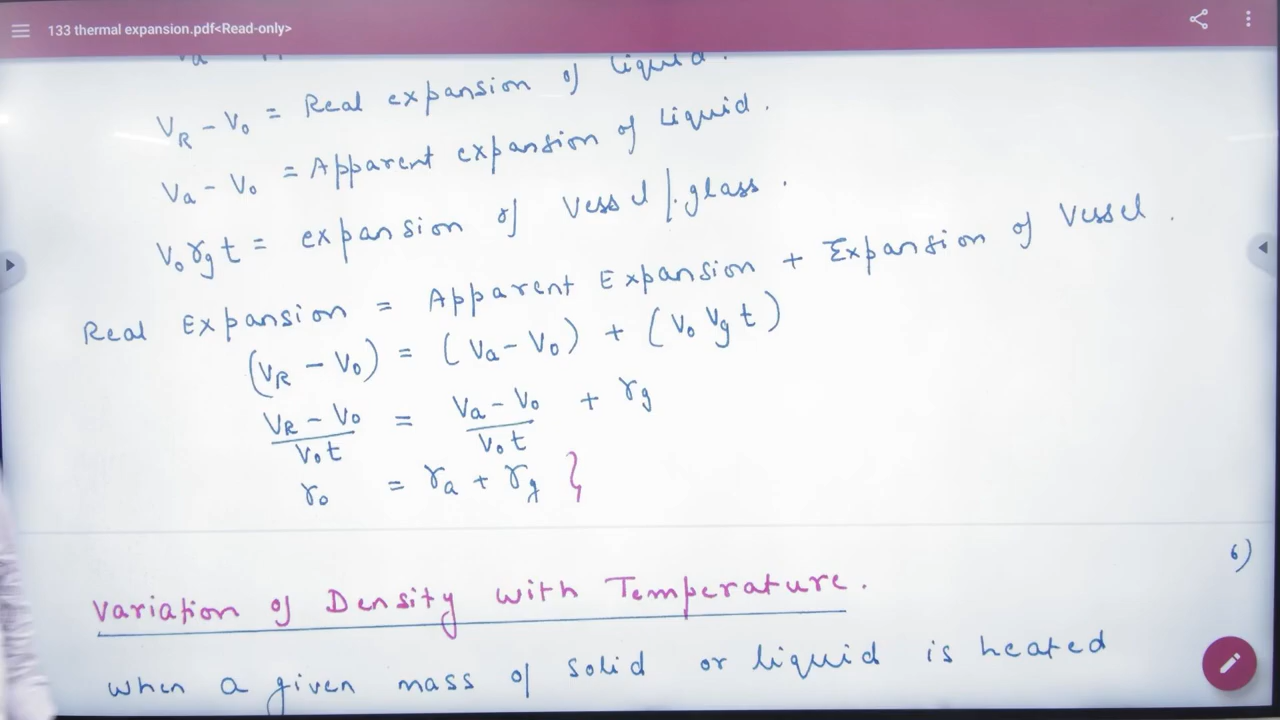 133 thermal expansion.pdf<Read-only>
V_R - V_0 = Real expansion of liquid.
V_a - V_0 = Apparent expansion of liquid.
V_0 γ_g t = expansion of Vessel / glass.
Real Expansion = Apparent Expansion + Expansion of Vessel.
(V_R - V_0) = (V_a - V_0) + (V_0 V_g t)
(V_R - V_0)/(V_0 t) = (V_a - V_0)/(V_0 t) + γ_g
γ_0 = γ_a + γ_g }
6)
Variation of Density with Temperature.
When a given mass of solid or liquid is heated